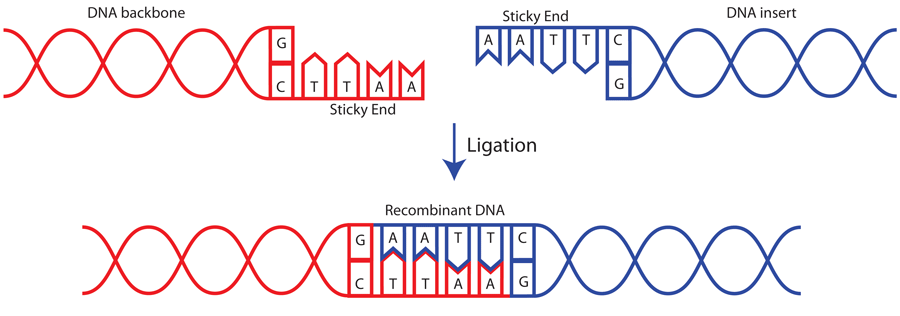 DNA backbone
Sticky End
DNA insert
G
A A T T C
C T T A A
G
Sticky End
Ligation
Recombinant DNA
G A A T T C
C T T A A G